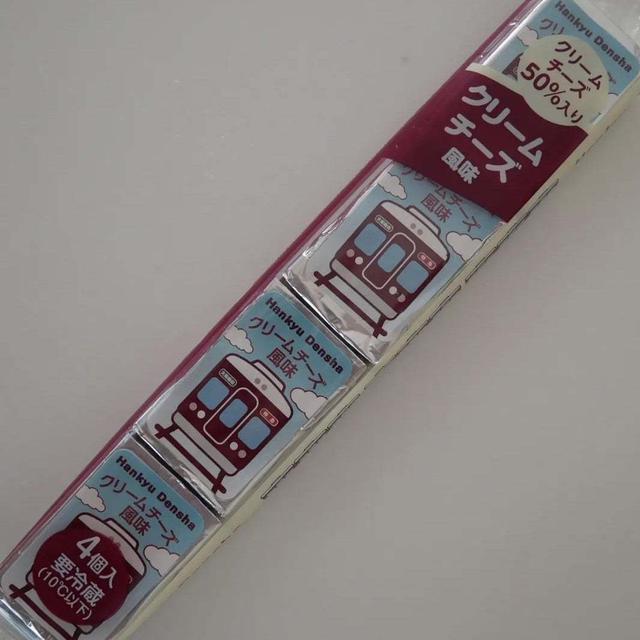 Hankyu Densha
クリーム
チーズ
50%入り
クリーム
チーズ
風味
クリームチーズ
風味
Hankyu Densha
クリームチーズ
風味
Hankyu Densha
クリームチーズ
風味
4個入
要冷蔵
(10℃以下)